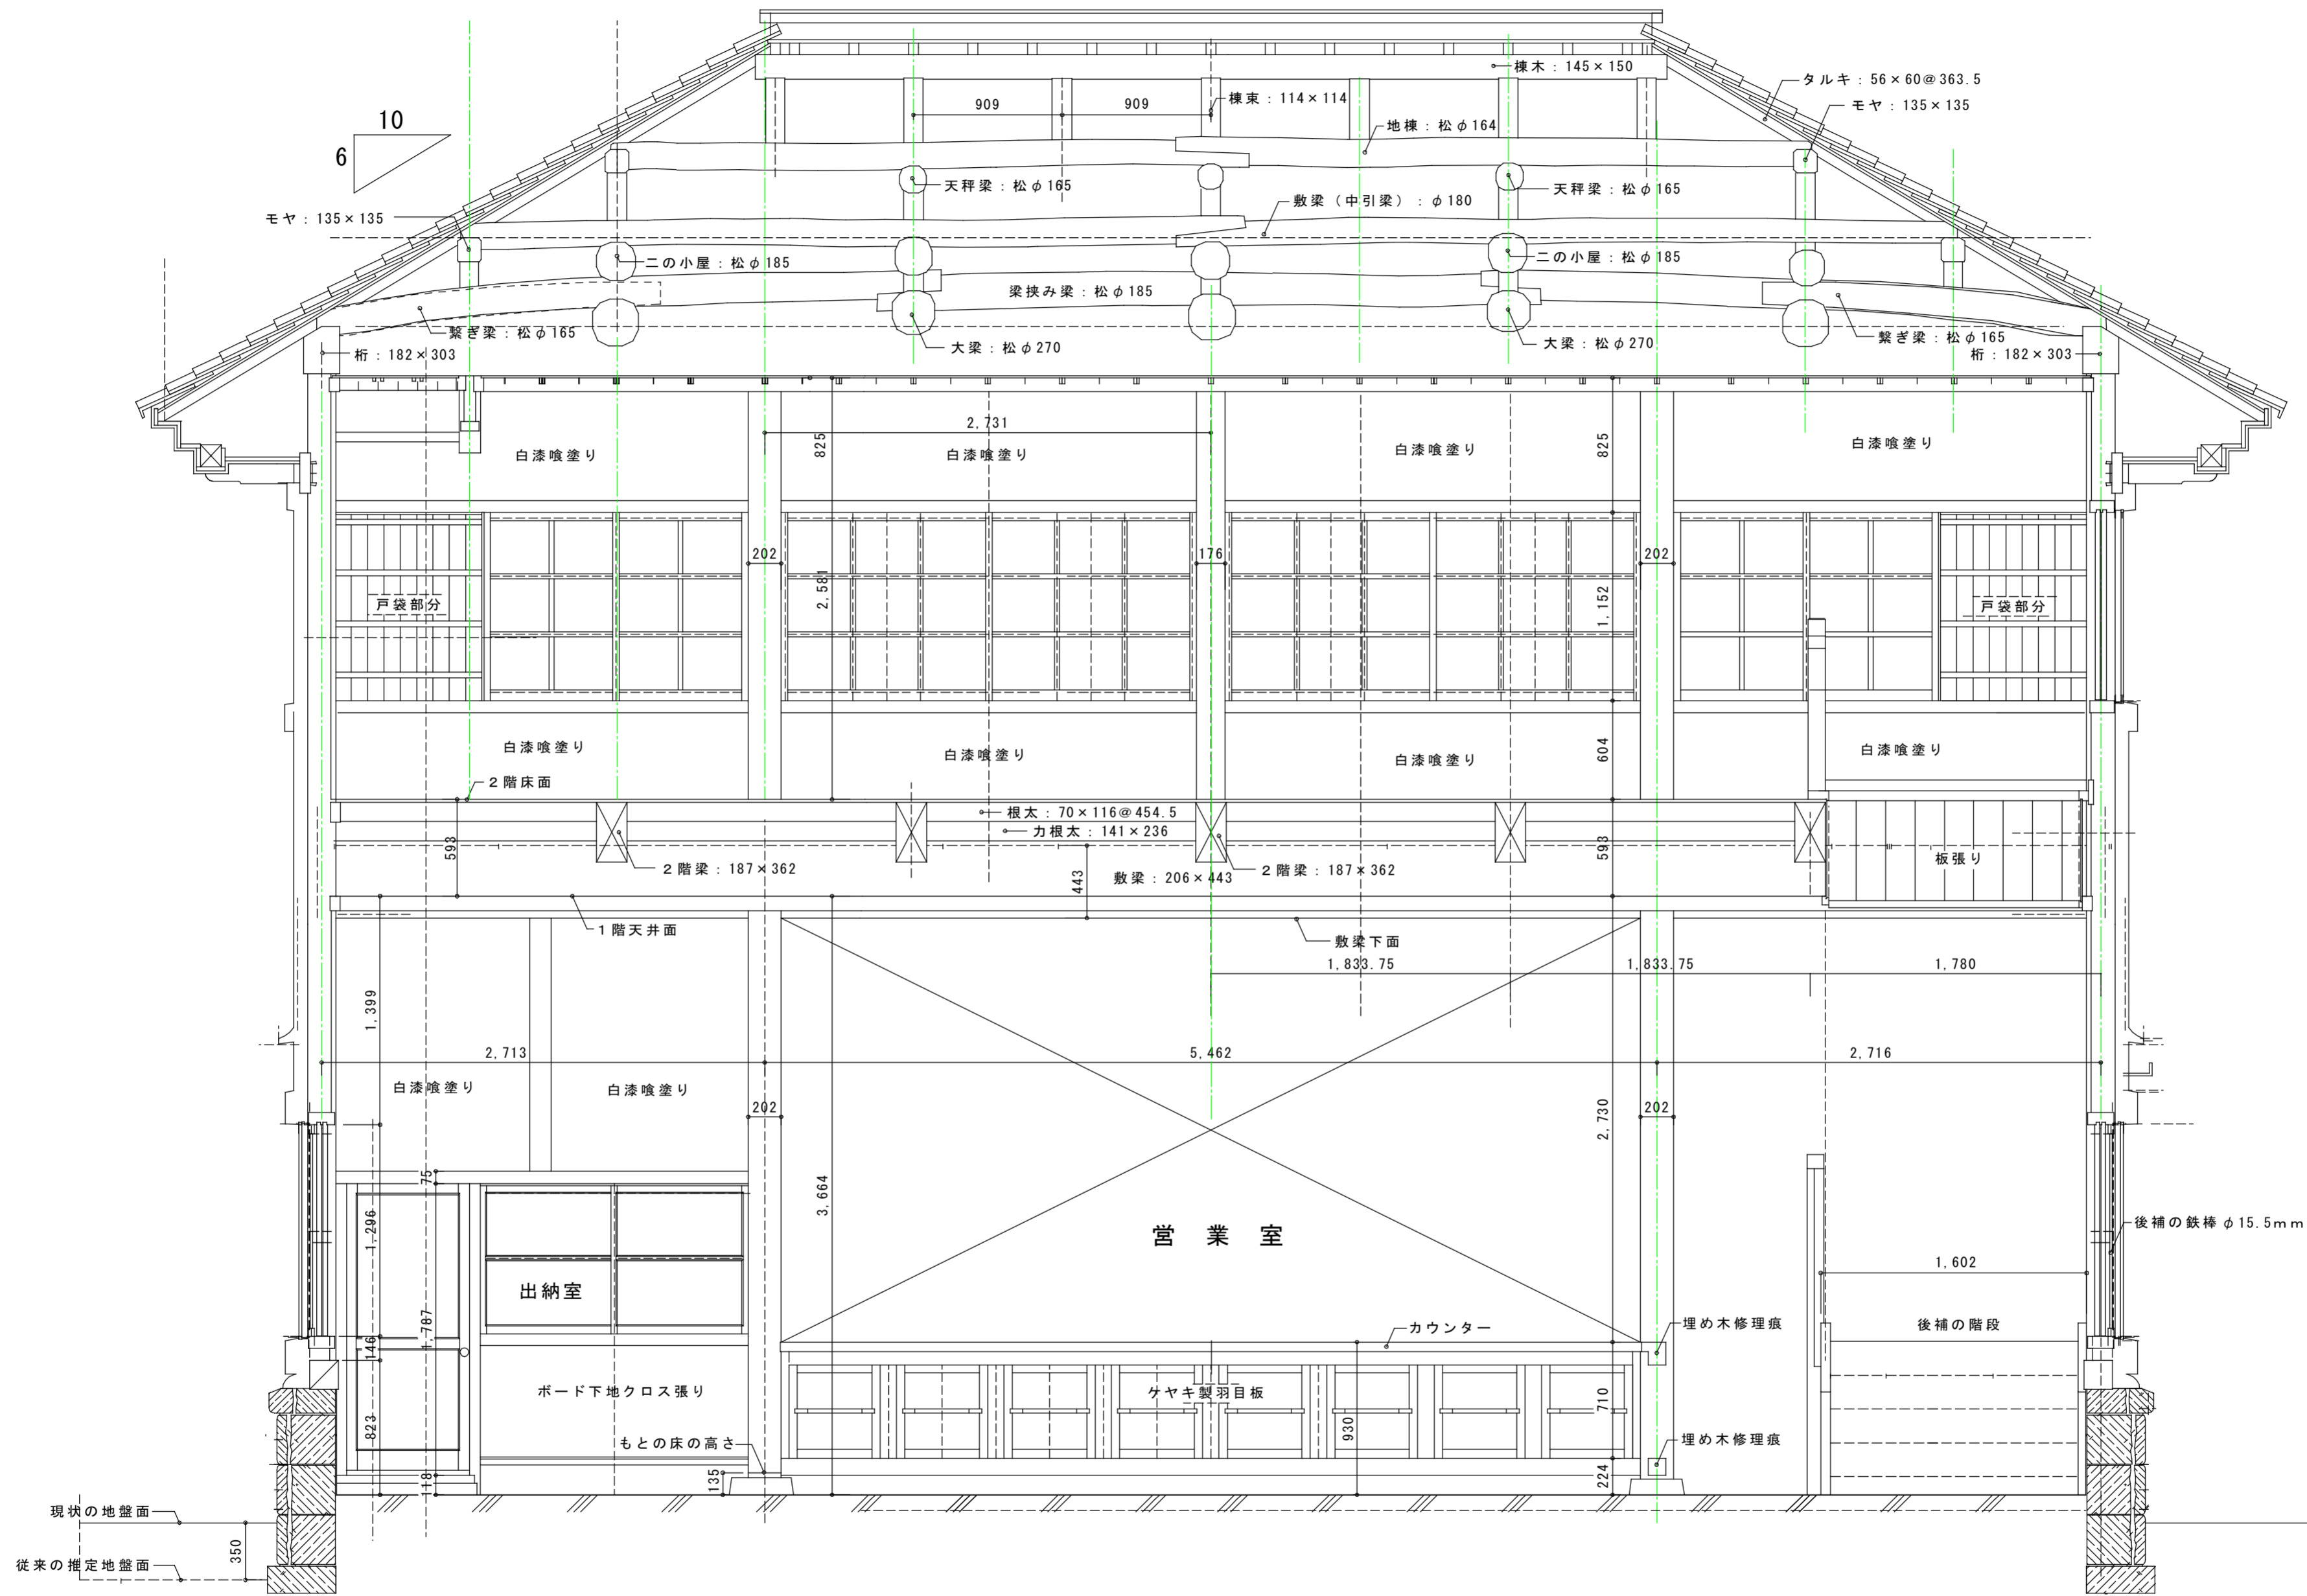 棟木：145×150
タルキ：56×60@363.5
909
909
棟束：114×114
モヤ：135×135
10
6
地棟：松φ164
天秤梁：松φ165
天秤梁：松φ165
敷梁（中引梁）：φ180
モヤ：135×135
二の小屋：松φ185
二の小屋：松φ185
梁挟み梁：松φ185
繋ぎ梁：松φ165
大梁：松φ270
大梁：松φ270
繋ぎ梁：松φ165
桁：182×303
桁：182×303
2,731
825
825
白漆喰塗り
白漆喰塗り
白漆喰塗り
白漆喰塗り
202
176
202
2,581
1,152
戸袋部分
戸袋部分
白漆喰塗り
白漆喰塗り
白漆喰塗り
白漆喰塗り
604
２階床面
根太：70×116@454.5
力根太：141×236
593
593
２階梁：187×362
敷梁：206×443
２階梁：187×362
443
板張り
１階天井面
敷梁下面
1,833.75
1,833.75
1,780
1,399
2,713
5,462
2,716
白漆喰塗り
白漆喰塗り
202
202
2,730
75
3,664
1,296
営業室
後補の鉄棒φ15.5mm
1,602
出納室
1,787
146
カウンター
埋め木修理痕
後補の階段
ボード下地クロス張り
ケヤキ製羽目板
710
823
930
もとの床の高さ
埋め木修理痕
118
135
224
現状の地盤面
350
従来の推定地盤面